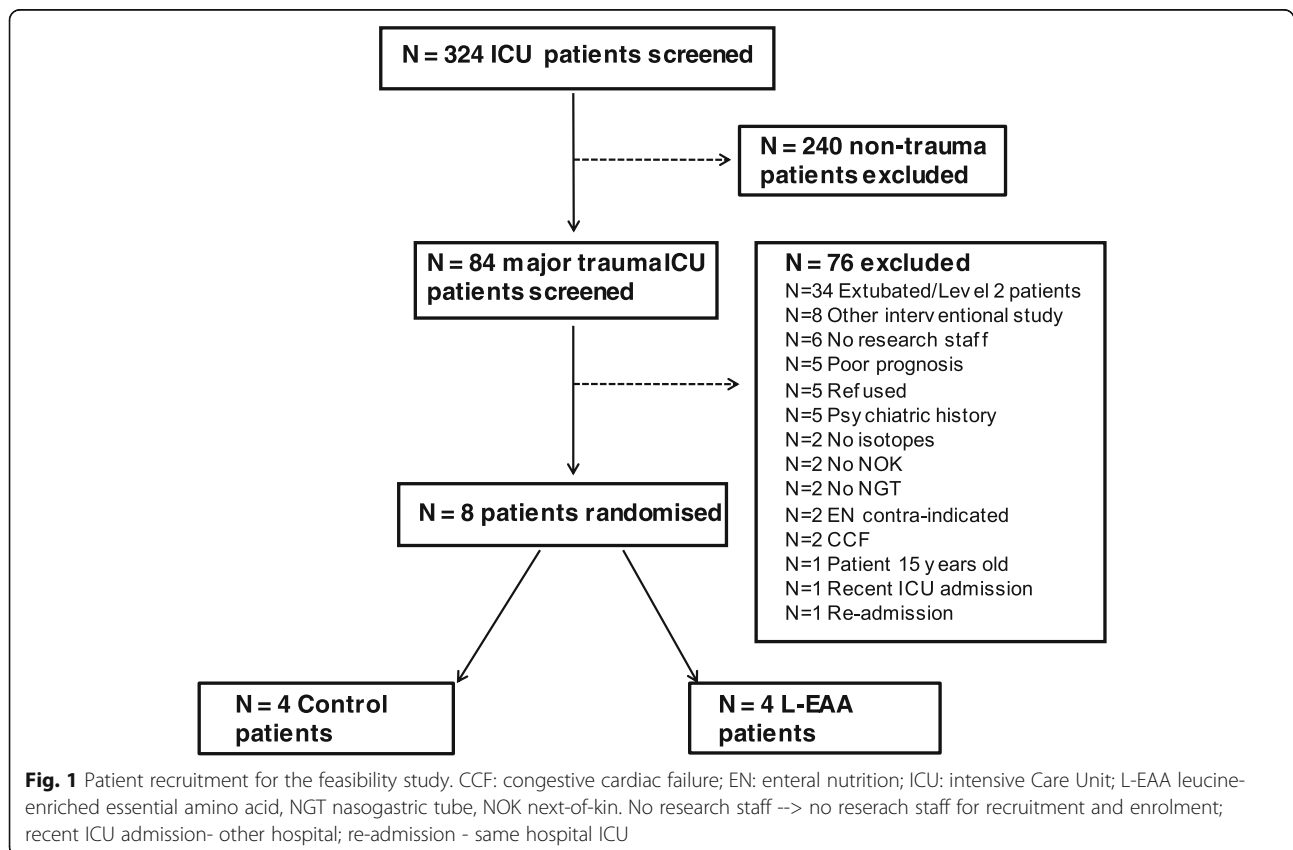 N = 324 ICU patients screened
N = 240 non-trauma
patients excluded
N = 84 major trauma ICU
patients screened
N = 76 excluded
N=34 Extubated/Level 2 patients
N=8 Other interventional study
N=6 No research staff
N=5 Poor prognosis
N=5 Refused
N=5 Psychiatric history
N=2 No isotopes
N=2 No NOK
N=2 No NGT
N=2 EN contra-indicated
N=2 CCF
N=1 Patient 15 years old
N=1 Recent ICU admission
N=1 Re-admission
N = 8 patients randomised
N = 4 Control
patients
N = 4 L-EAA
patients
Fig. 1 Patient recruitment for the feasibility study. CCF: congestive cardiac failure; EN: enteral nutrition; ICU: intensive Care Unit; L-EAA leucine-
enriched essential amino acid, NGT nasogastric tube, NOK next-of-kin. No research staff --> no reserach staff for recruitment and enrolment;
recent ICU admission- other hospital; re-admission - same hospital ICU